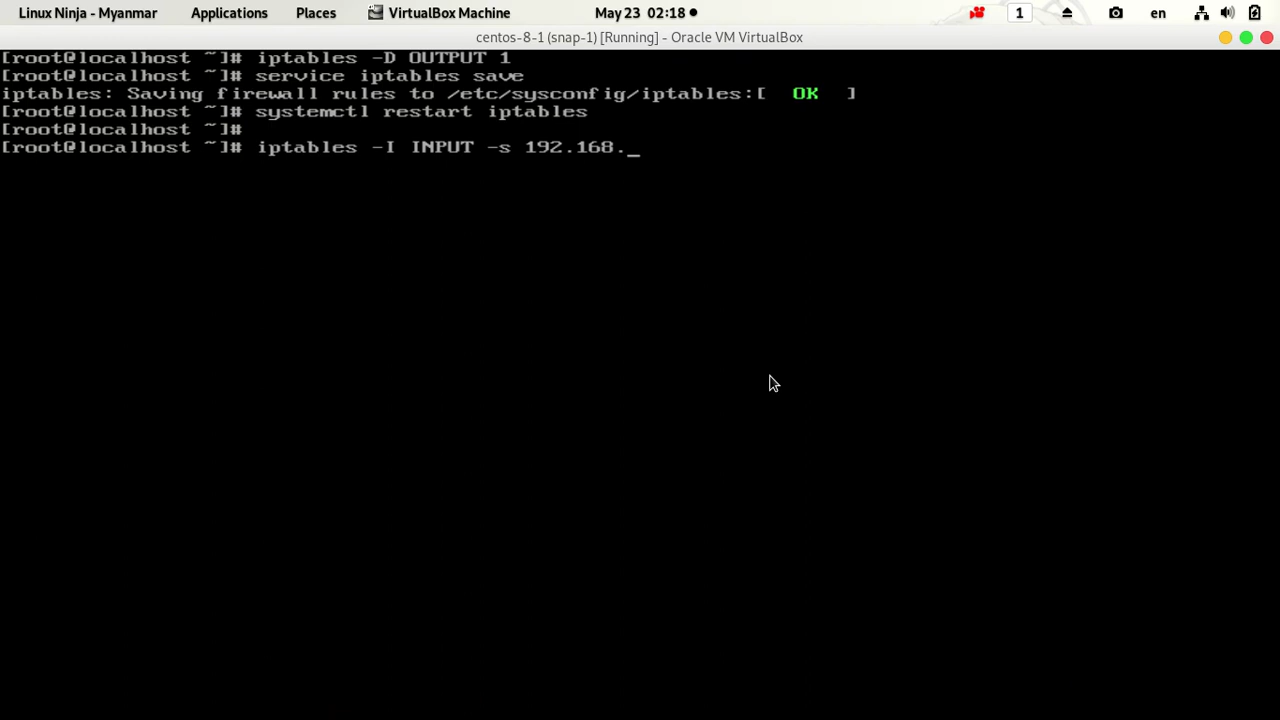 Linux Ninja - Myanmar Applications Places VirtualBox Machine May 23 02:18 1 en
centos-8-1 (snap-1) [Running] - Oracle VM VirtualBox
[root@localhost ~]# iptables -D OUTPUT 1
[root@localhost ~]# service iptables save
iptables: Saving firewall rules to /etc/sysconfig/iptables:[  OK  ]
[root@localhost ~]# systemctl restart iptables
[root@localhost ~]#
[root@localhost ~]# iptables -I INPUT -s 192.168._